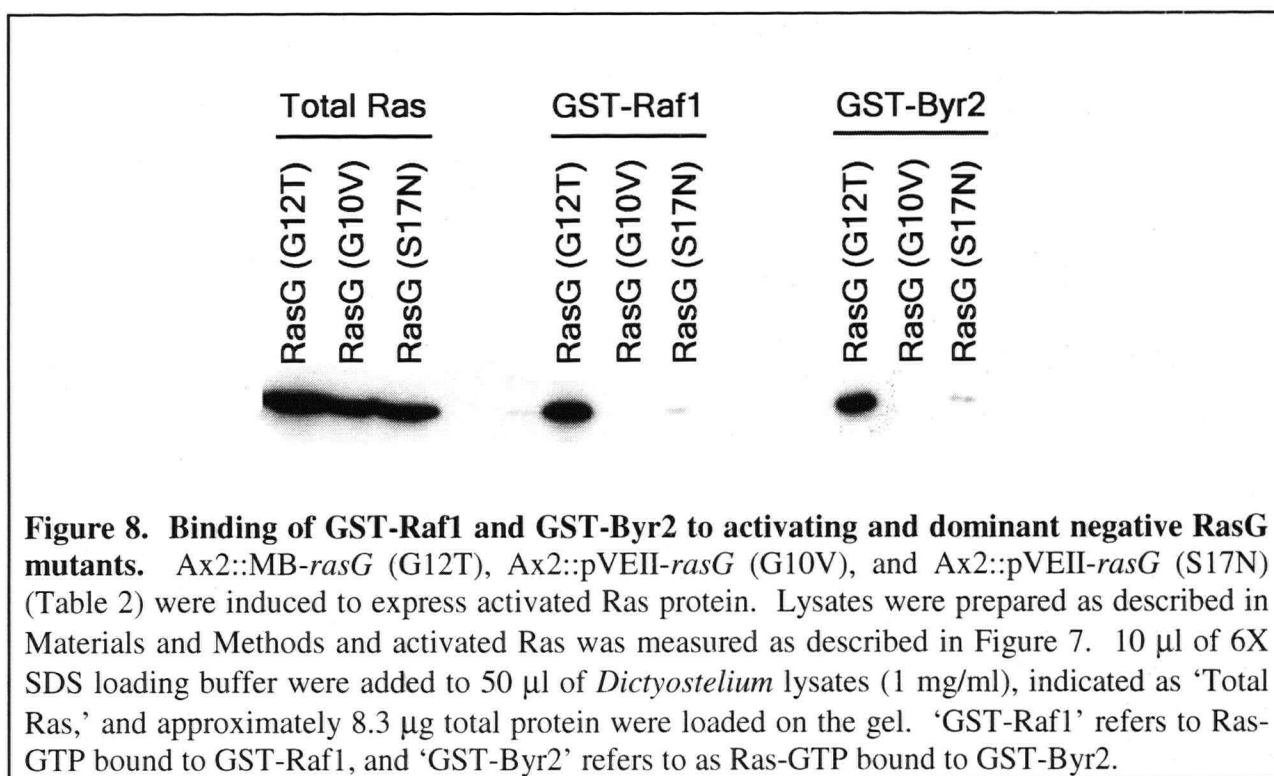 Total Ras GST-Raf1 GST-Byr2
RasG (G12T) RasG (G10V) RasG (S17N) RasG (G12T) RasG (G10V) RasG (S17N) RasG (G12T) RasG (G10V) RasG (S17N)
Figure 8. Binding of GST-Raf1 and GST-Byr2 to activating and dominant negative RasG
mutants. Ax2::MB-rasG (G12T), Ax2::pVEII-rasG (G10V), and Ax2::pVEII-rasG (S17N)
(Table 2) were induced to express activated Ras protein. Lysates were prepared as described in
Materials and Methods and activated Ras was measured as described in Figure 7. 10 µl of 6X
SDS loading buffer were added to 50 µl of Dictyostelium lysates (1 mg/ml), indicated as ‘Total
Ras,’ and approximately 8.3 µg total protein were loaded on the gel. ‘GST-Raf1’ refers to Ras-
GTP bound to GST-Raf1, and ‘GST-Byr2’ refers to as Ras-GTP bound to GST-Byr2.